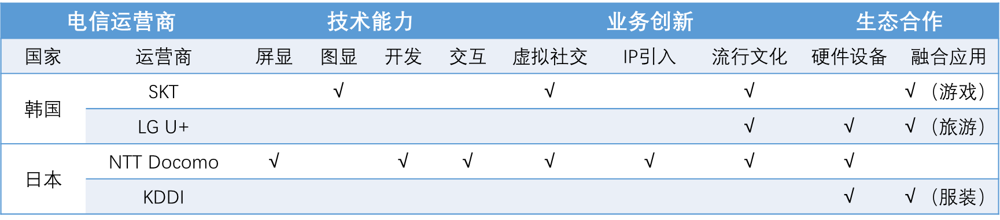 电信运营商 技术能力 业务创新 生态合作
国家 运营商 屏显 图显 开发 交互 虚拟社交 IP引入 流行文化 硬件设备 融合应用
韩国 SKT √ √ √ √（游戏）
LG U+ √ √ √（旅游）
日本 NTT Docomo √ √ √ √ √ √ √
KDDI √ √（服装）